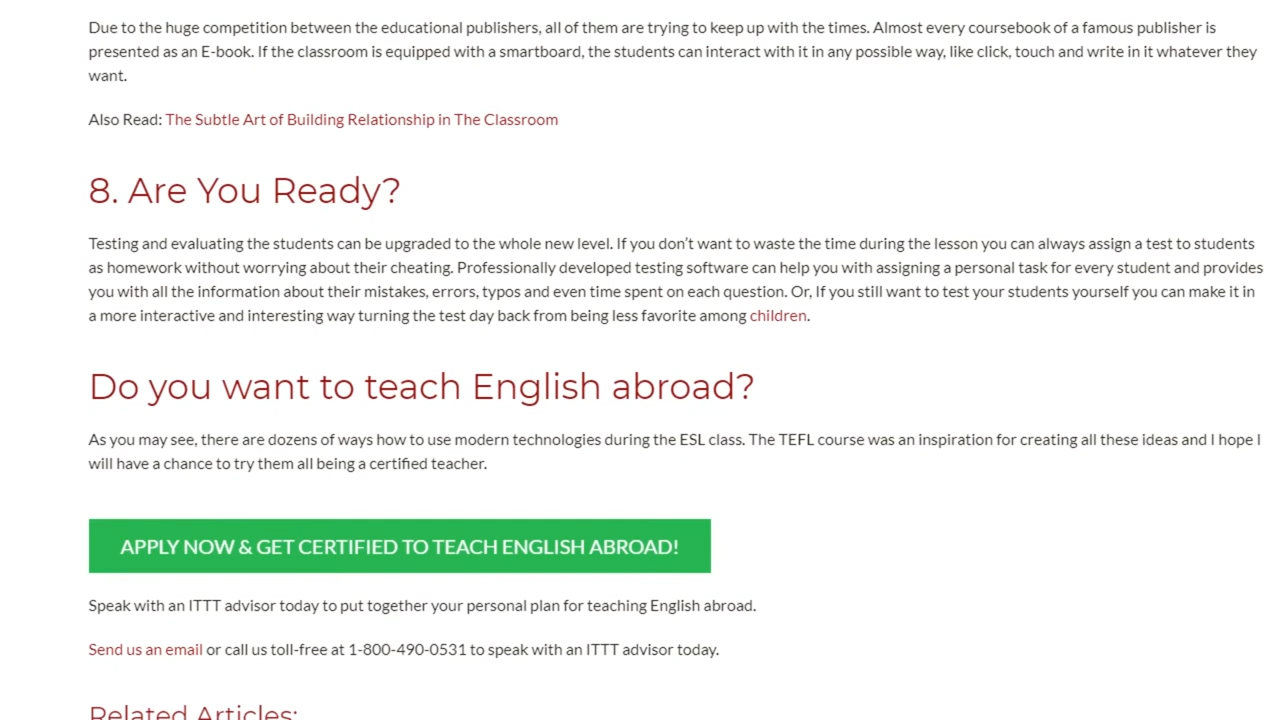 Due to the huge competition between the educational publishers, all of them are trying to keep up with the times. Almost every coursebook of a famous publisher is
presented as an E-book. If the classroom is equipped with a smartboard, the students can interact with it in any possible way, like click, touch and write in it whatever they
want.
Also Read: The Subtle Art of Building Relationship in The Classroom
8. Are You Ready?
Testing and evaluating the students can be upgraded to the whole new level. If you don't want to waste the time during the lesson you can always assign a test to students
as homework without worrying about their cheating. Professionally developed testing software can help you with assigning a personal task for every student and provides
you with all the information about their mistakes, errors, typos and even time spent on each question. Or, If you still want to test your students yourself you can make it in
a more interactive and interesting way turning the test day back from being less favorite among children.
Do you want to teach English abroad?
As you may see, there are dozens of ways how to use modern technologies during the ESL class. The TEFL course was an inspiration for creating all these ideas and I hope I
will have a chance to try them all being a certified teacher.
APPLY NOW & GET CERTIFIED TO TEACH ENGLISH ABROAD!
Speak with an ITTT advisor today to put together your personal plan for teaching English abroad.
Send us an email or call us toll-free at 1-800-490-0531 to speak with an ITTT advisor today.
Related Articles: